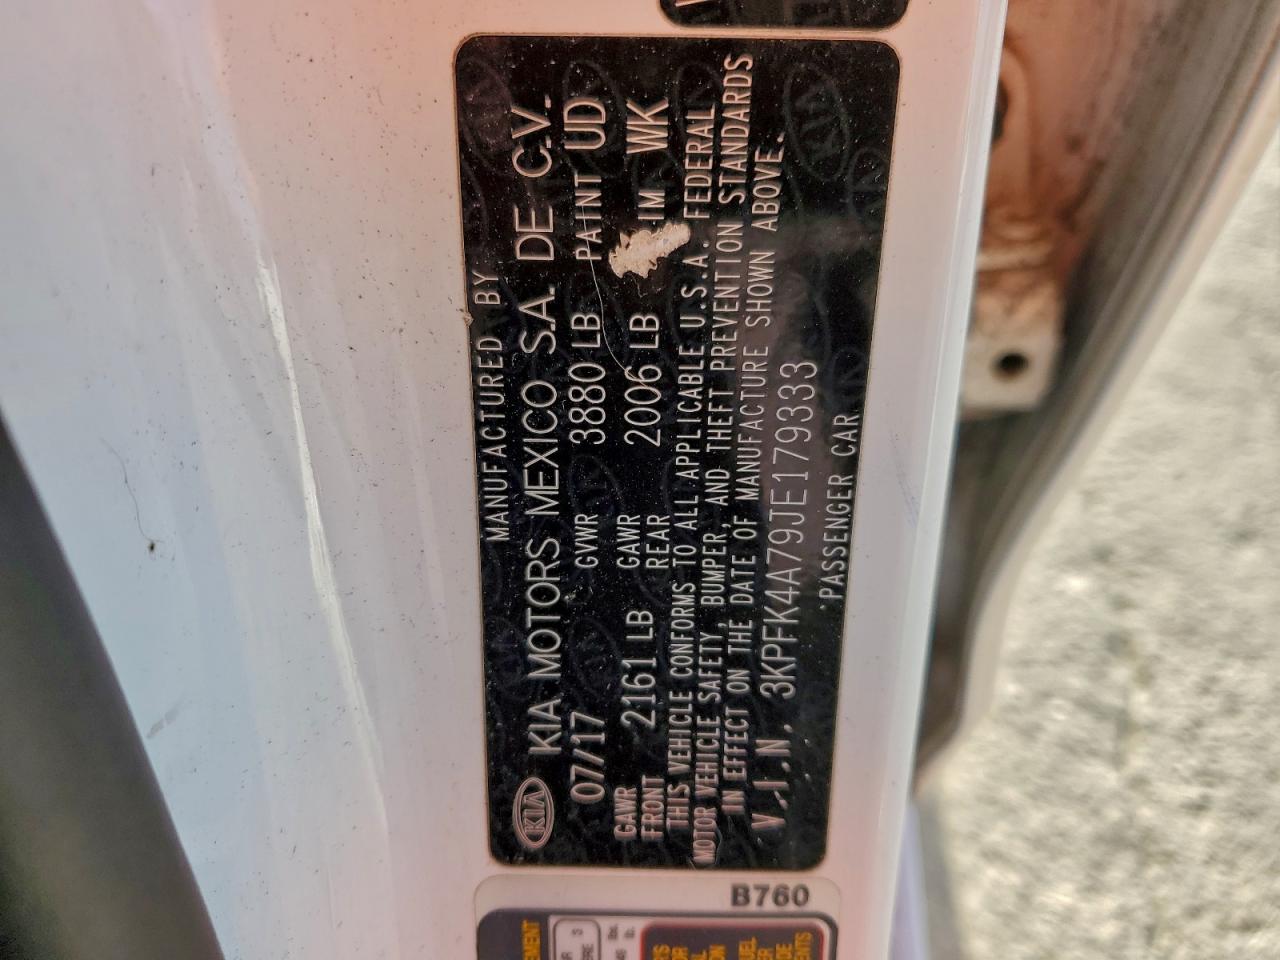 MANUFACTURED BY
KIA KIA MOTORS MEXICO S.A. DE C.V.
07/17 GVWR 3880 LB PAINT UD
GAWR FRONT 2161 LB GAWR REAR 2006 LB WK
THIS VEHICLE CONFORMS TO ALL APPLICABLE U.S.A. FEDERAL
MOTOR VEHICLE SAFETY, BUMPER, AND THEFT PREVENTION STANDARDS
IN EFFECT ON THE DATE OF MANUFACTURE SHOWN ABOVE.
V.I.N. 3KPFK4A79JE179333
PASSENGER CAR
B760